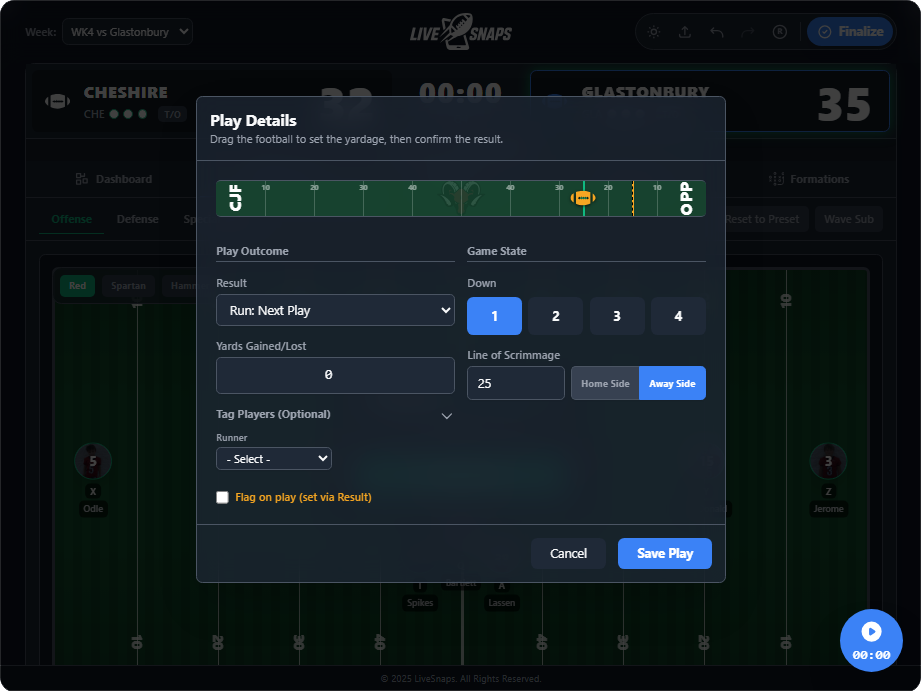 Week:
WK4 vs Glastonbury
LIVE SNAPS
Finalize
CHESHIRE
CHE
T/O
32
00:00
GLASTONBURY
35
Dashboard
Formations
Offense
Defense
Reset to Preset
Wave Sub
Red
Spartan
Play Details
Drag the football to set the yardage, then confirm the result.
CJF
10 20 30 40 40 30 20 10
OPP
Play Outcome
Game State
Result
Run: Next Play
Down
1 2 3 4
Yards Gained/Lost
0
Line of Scrimmage
25
Home Side
Away Side
Tag Players (Optional)
Runner
- Select -
Flag on play (set via Result)
Cancel
Save Play
5
X
Odie
3
Z
Jerome
Spikes
Lassen
10 20 30 40 40 30 20 10
00:00
© 2025 LiveSnaps. All Rights Reserved.